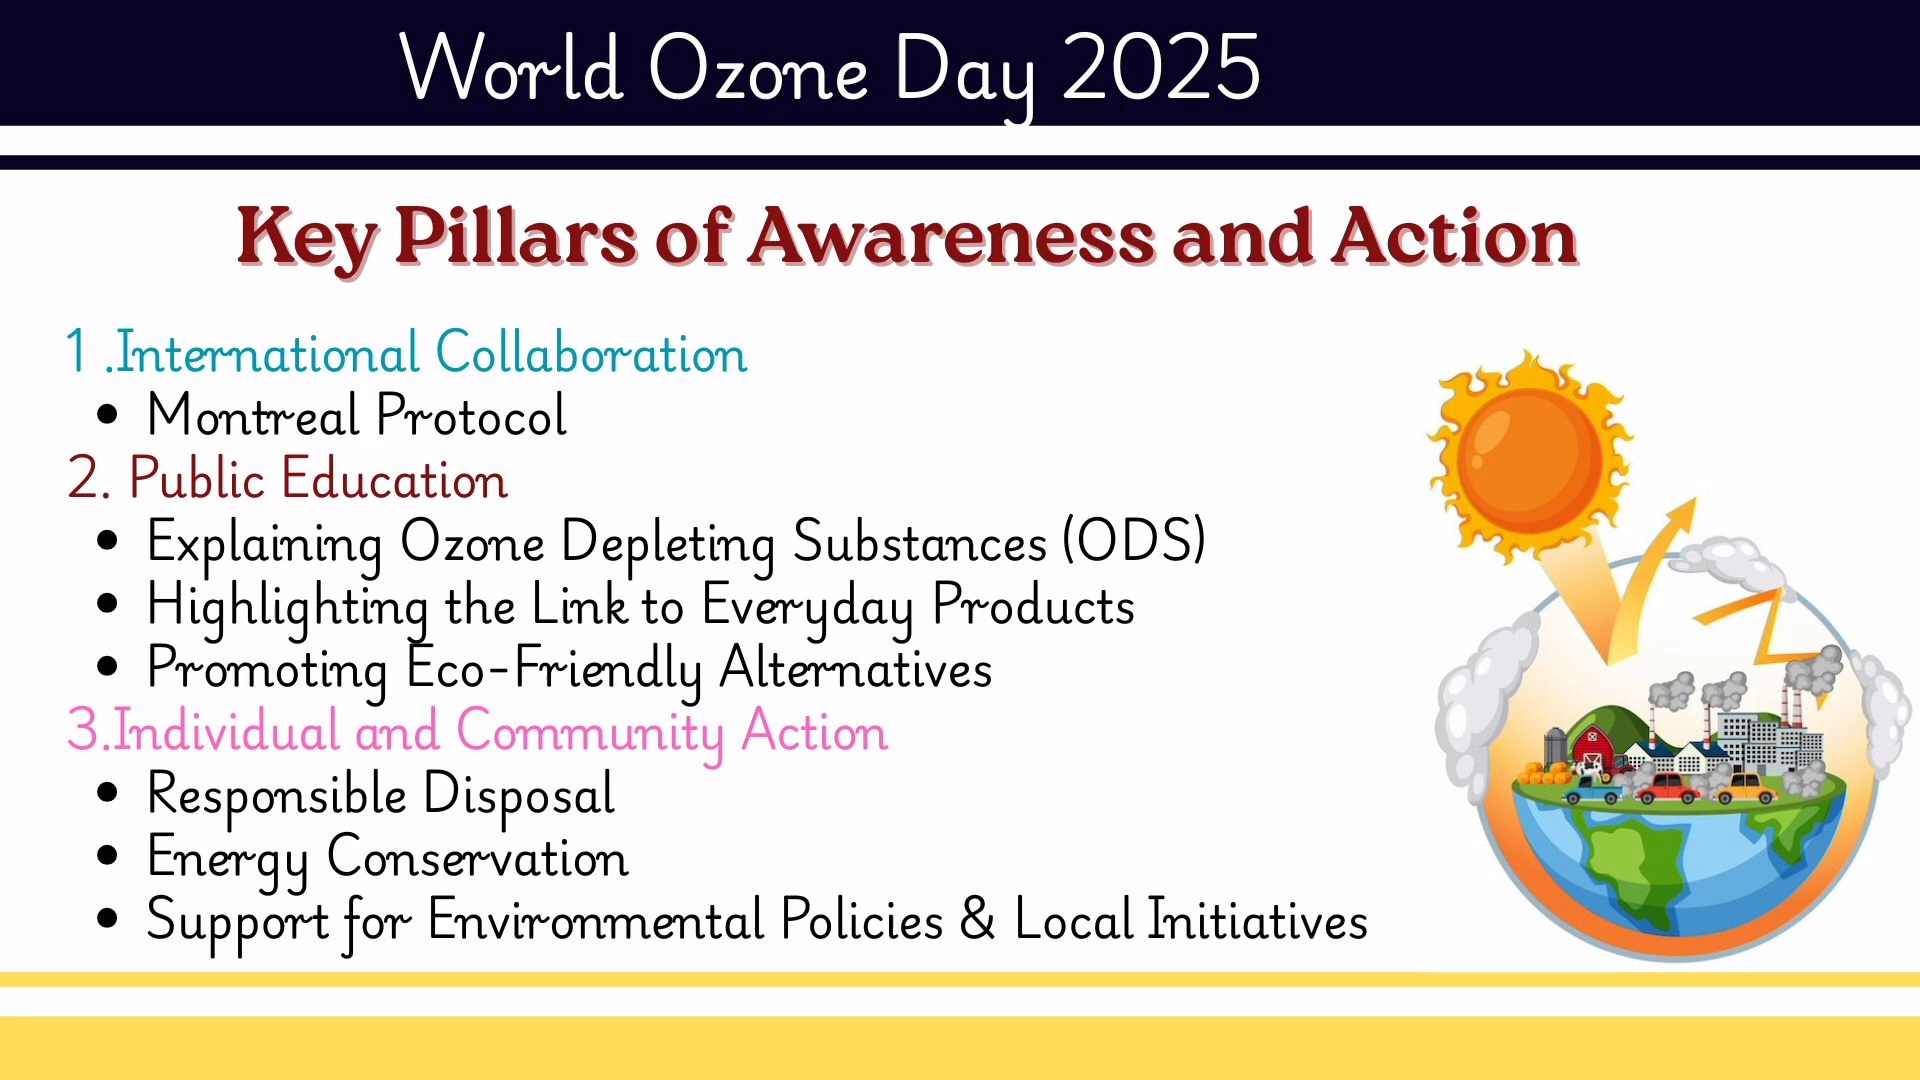 World Ozone Day 2025
Key Pillars of Awareness and Action
1 .International Collaboration
• Montreal Protocol
2. Public Education
• Explaining Ozone Depleting Substances (ODS)
• Highlighting the Link to Everyday Products
• Promoting Eco-Friendly Alternatives
3.Individual and Community Action
• Responsible Disposal
• Energy Conservation
• Support for Environmental Policies & Local Initiatives